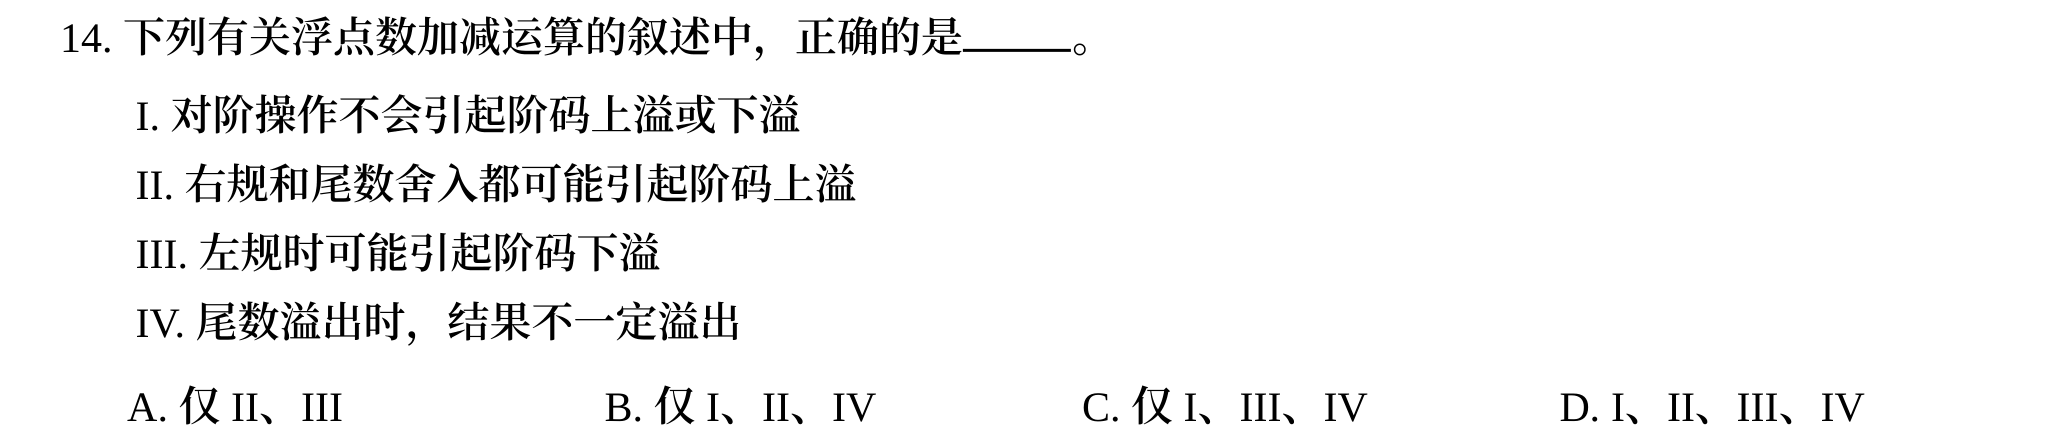 14. 下列有关浮点数加减运算的叙述中，正确的是_____。
I. 对阶操作不会引起阶码上溢或下溢
II. 右规和尾数舍入都可能引起阶码上溢
III. 左规时可能引起阶码下溢
IV. 尾数溢出时，结果不一定溢出
A. 仅 II、III B. 仅 I、II、IV C. 仅 I、III、IV D. I、II、III、IV